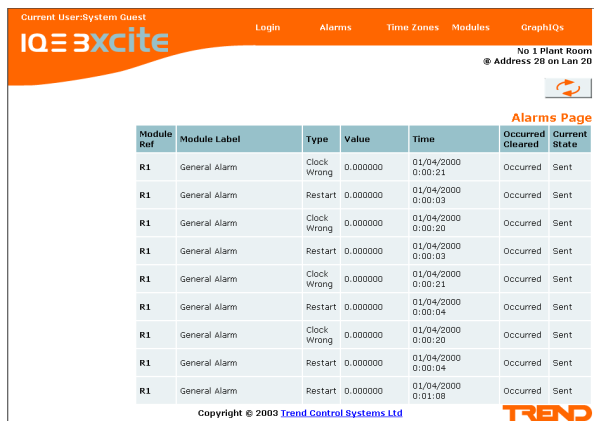 Current User:System Guest
Login Alarms Time Zones Modules GraphIQs
IQ3 3xcite
No 1 Plant Room
@ Address 28 on Lan 20
Alarms Page
Module Ref Module Label Type Value Time Occurred Cleared Current State
R1 General Alarm Clock Wrong 0.000000 01/04/2000 0:00:21 Occurred Sent
R1 General Alarm Restart 0.000000 01/04/2000 0:00:03 Occurred Sent
R1 General Alarm Clock Wrong 0.000000 01/04/2000 0:00:20 Occurred Sent
R1 General Alarm Restart 0.000000 01/04/2000 0:00:03 Occurred Sent
R1 General Alarm Clock Wrong 0.000000 01/04/2000 0:00:21 Occurred Sent
R1 General Alarm Restart 0.000000 01/04/2000 0:00:04 Occurred Sent
R1 General Alarm Clock Wrong 0.000000 01/04/2000 0:00:20 Occurred Sent
R1 General Alarm Restart 0.000000 01/04/2000 0:00:04 Occurred Sent
R1 General Alarm Restart 0.000000 01/04/2000 0:01:08 Occurred Sent
Copyright © 2003 Trend Control Systems Ltd
TREND